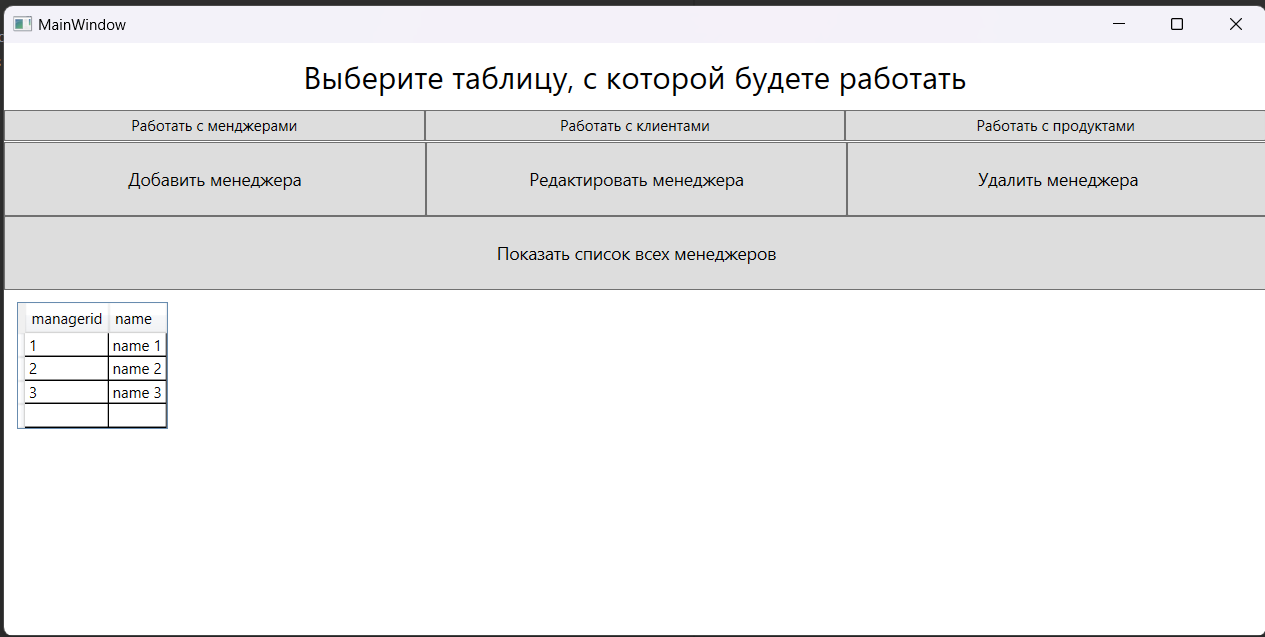 MainWindow
Выберите таблицу, с которой будете работать
Работать с менджерами Работать с клиентами Работать с продуктами
Добавить менеджера Редактировать менеджера Удалить менеджера
Показать список всех менеджеров
managerid name
1 name 1
2 name 2
3 name 3